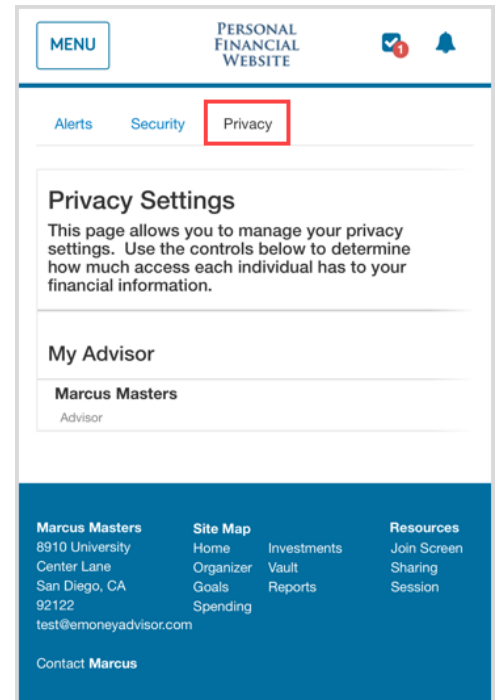 MENU
PERSONAL
FINANCIAL
WEBSITE
1
Alerts
Security
Privacy
Privacy Settings
This page allows you to manage your privacy
settings.  Use the controls below to determine
how much access each individual has to your
financial information.
My Advisor
Marcus Masters
Advisor
Marcus Masters
8910 University
Center Lane
San Diego, CA
92122
test@emoneyadvisor.com
Contact Marcus
Site Map
Home
Organizer
Goals
Spending
Investments
Vault
Reports
Resources
Join Screen
Sharing
Session